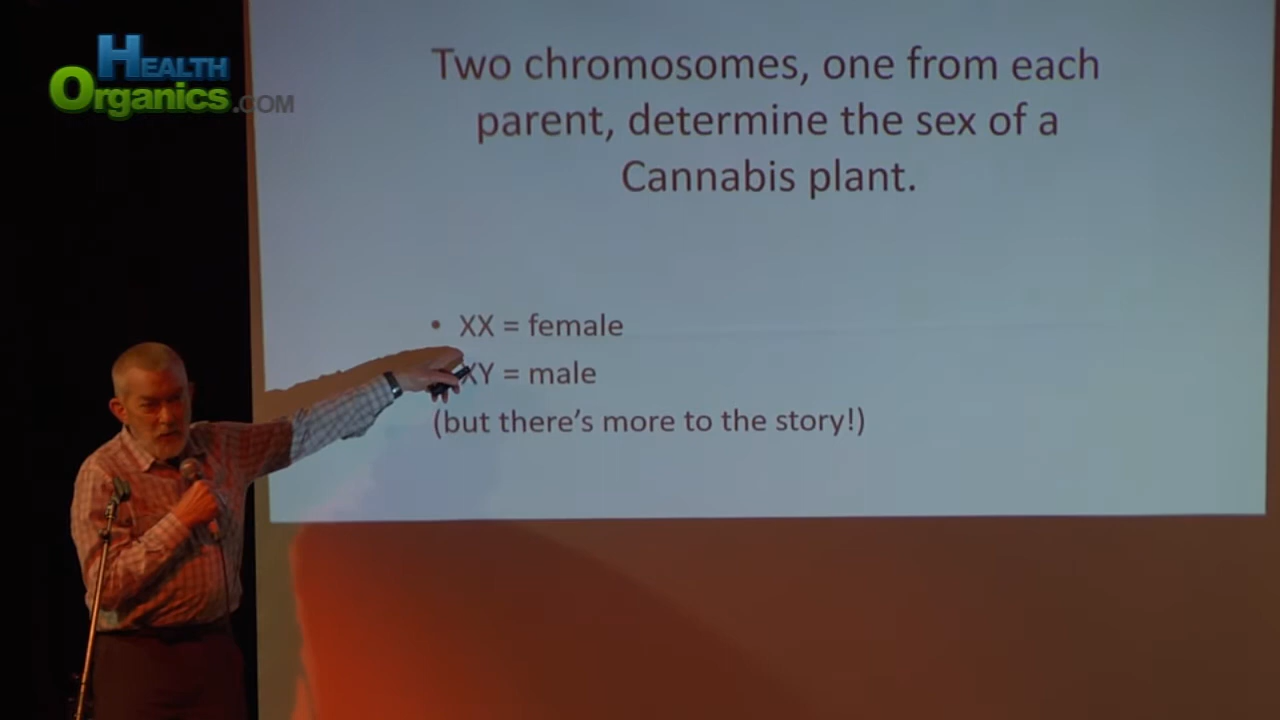 HEALTH
Organics.COM
Two chromosomes, one from each
parent, determine the sex of a
Cannabis plant.
• XX = female
XY = male
(but there's more to the story!)